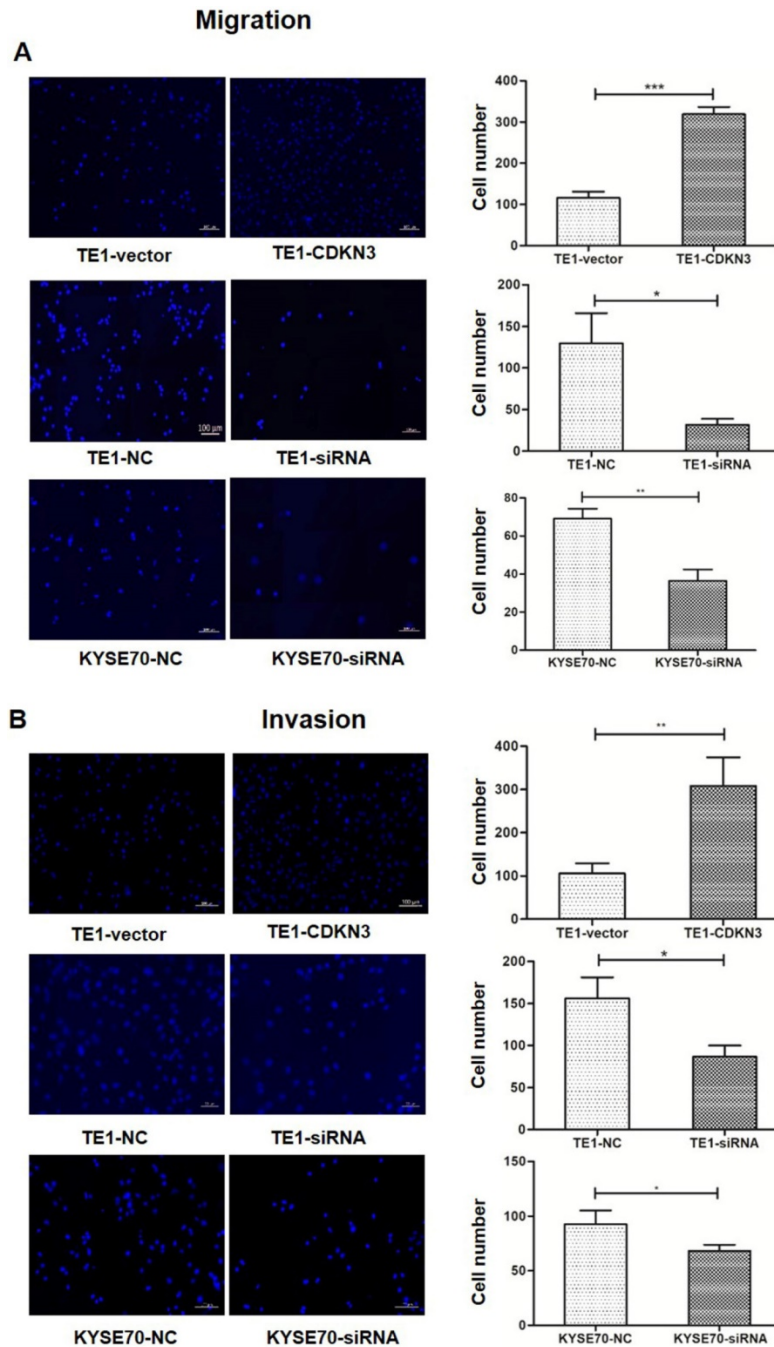 Migration
A
TE1-vector
TE1-CDKN3
Cell number
400
300
200
100
0
***
TE1-vector
TE1-CDKN3
100 µm
TE1-NC
TE1-siRNA
Cell number
200
150
100
50
0
*
TE1-NC
TE1-siRNA
KYSE70-NC
KYSE70-siRNA
Cell number
80
60
40
20
0
**
KYSE70-NC
KYSE70-siRNA
B
Invasion
100 µm
TE1-vector
TE1-CDKN3
Cell number
400
300
200
100
0
**
TE1-vector
TE1-CDKN3
TE1-NC
TE1-siRNA
Cell number
200
150
100
50
0
*
TE1-NC
TE1-siRNA
KYSE70-NC
KYSE70-siRNA
Cell number
150
100
50
0
*
KYSE70-NC
KYSE70-siRNA